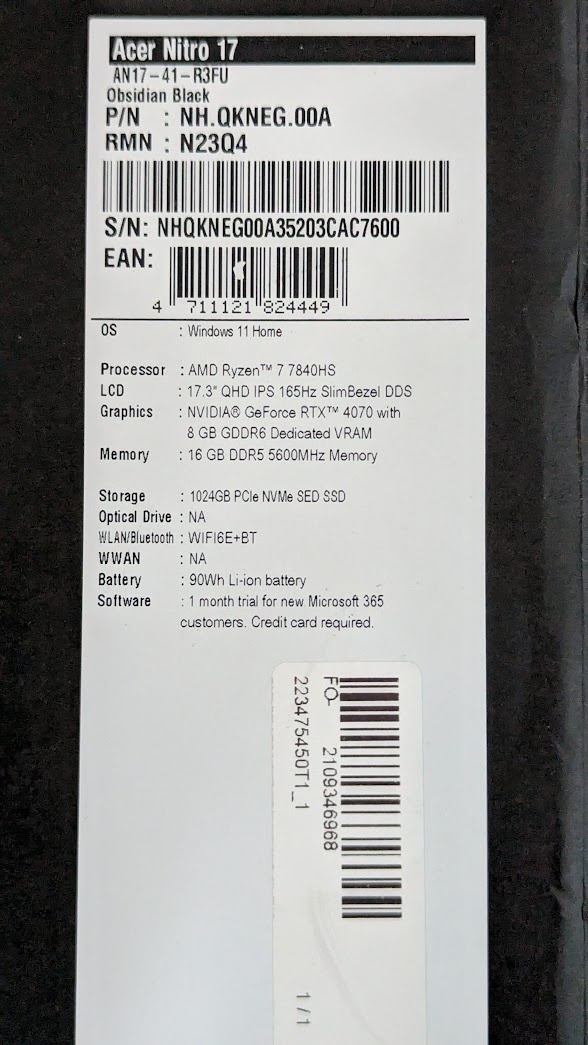 Acer Nitro 17
AN17-41-R3FU
Obsidian Black
P/N : NH.QKNEG.00A
RMN : N23Q4
S/N: NHQKNEG00A35203CAC7600
EAN:
4 711121 824449
OS : Windows 11 Home
Processor : AMD Ryzen™ 7 7840HS
LCD : 17.3" QHD IPS 165Hz SlimBezel DDS
Graphics : NVIDIA® GeForce RTX™ 4070 with
8 GB GDDR6 Dedicated VRAM
Memory : 16 GB DDR5 5600MHz Memory
Storage : 1024GB PCIe NVMe SED SSD
Optical Drive : NA
WLAN/Bluetooth : WIFI6E+BT
WWAN : NA
Battery : 90Wh Li-ion battery
Software : 1 month trial for new Microsoft 365
customers. Credit card required.
FO- 2109346968
223475450T1_1 1 / 1